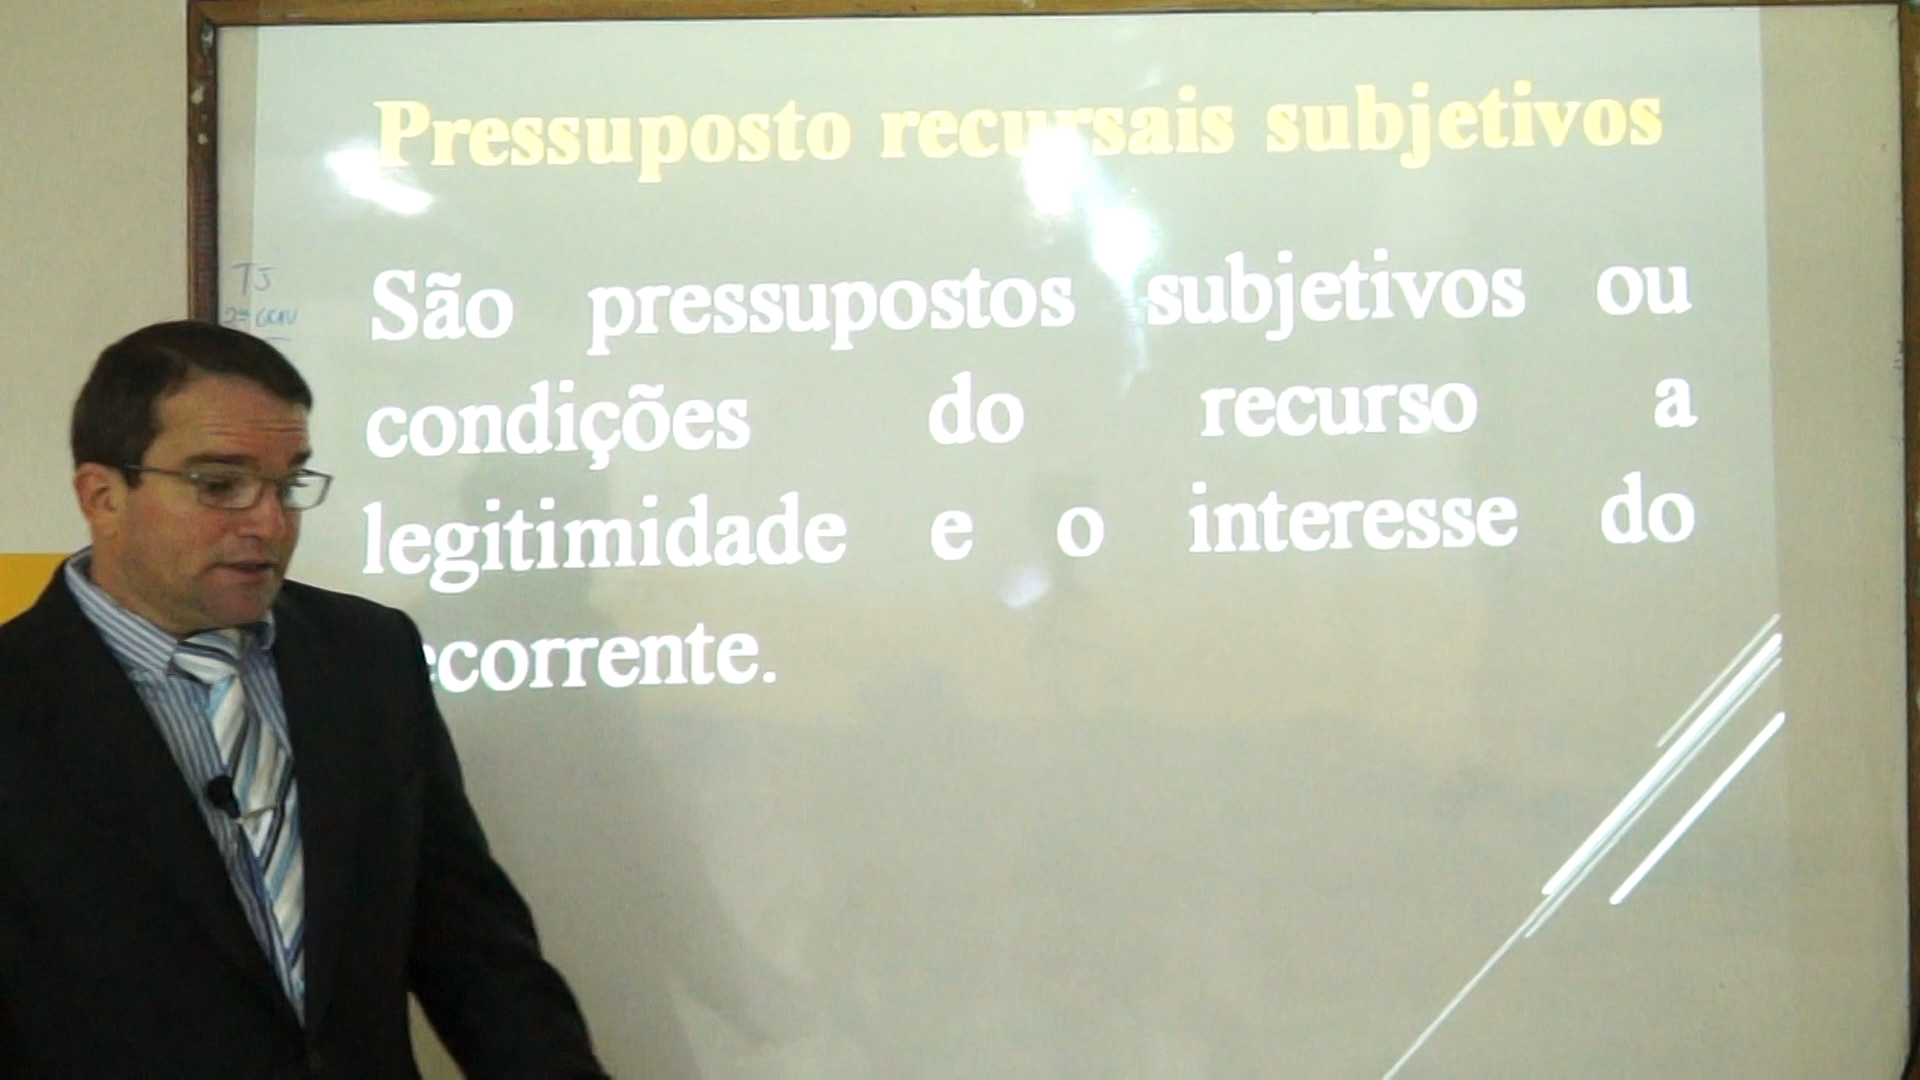 Pressuposto recursais subjetivos
São pressupostos subjetivos ou
condições do recurso a
legitimidade e o interesse do
ecorrente.
TJ